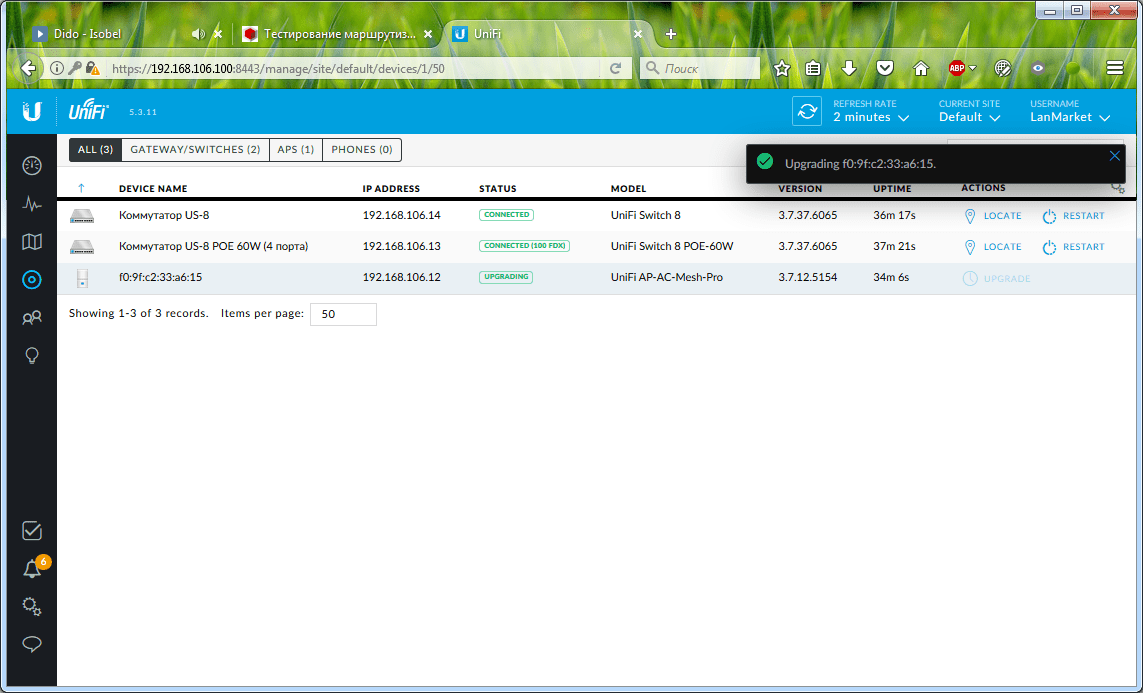 Dido - Isobel
Тестирование маршрутиз...
UniFi
https://192.168.106.100:8443/manage/site/default/devices/1/50
Поиск
ABP
U UniFi 5.3.11
REFRESH RATE
2 minutes
CURRENT SITE
Default
USERNAME
LanMarket
ALL (3) GATEWAY/SWITCHES (2) APS (1) PHONES (0)
Upgrading f0:9f:c2:33:a6:15.
DEVICE NAME IP ADDRESS STATUS MODEL VERSION UPTIME ACTIONS
Коммутатор US-8 192.168.106.14 CONNECTED UniFi Switch 8 3.7.37.6065 36m 17s LOCATE RESTART
Коммутатор US-8 POE 60W (4 порта) 192.168.106.13 CONNECTED (100 FDX) UniFi Switch 8 POE-60W 3.7.37.6065 37m 21s LOCATE RESTART
f0:9f:c2:33:a6:15 192.168.106.12 UPGRADING UniFi AP-AC-Mesh-Pro 3.7.12.5154 34m 6s UPGRADE
Showing 1-3 of 3 records. Items per page: 50
6